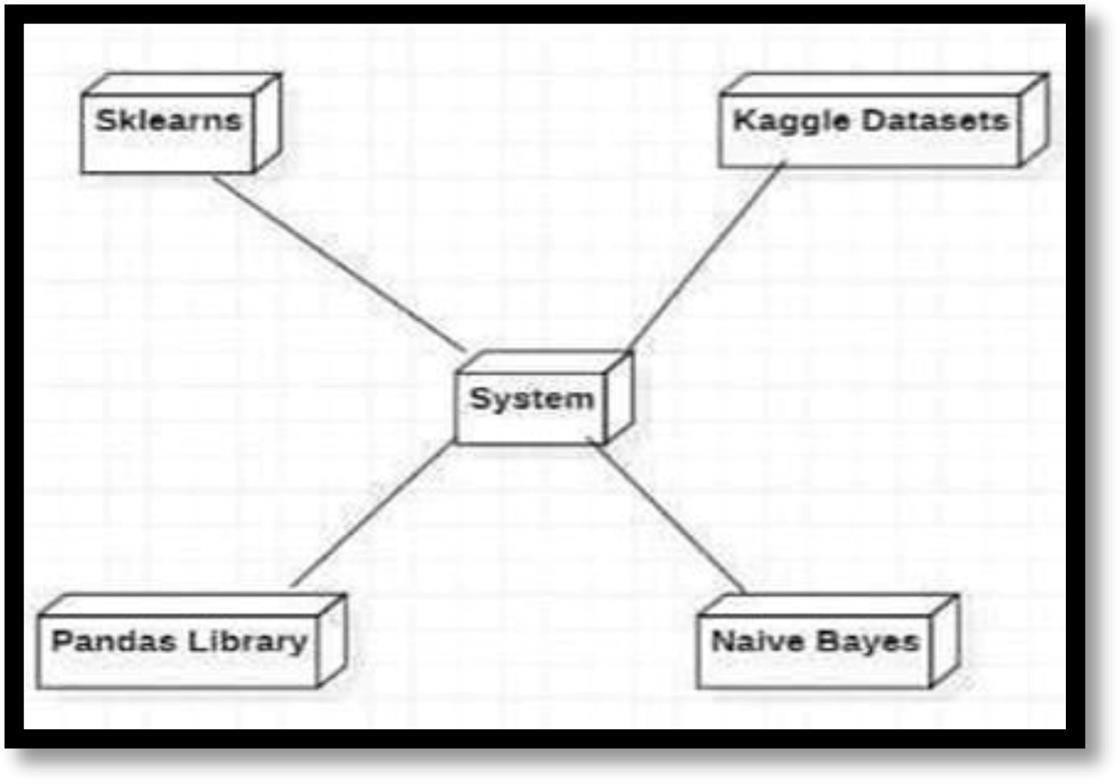 Sklearns
Kaggle Datasets
System
Pandas Library
Naive Bayes